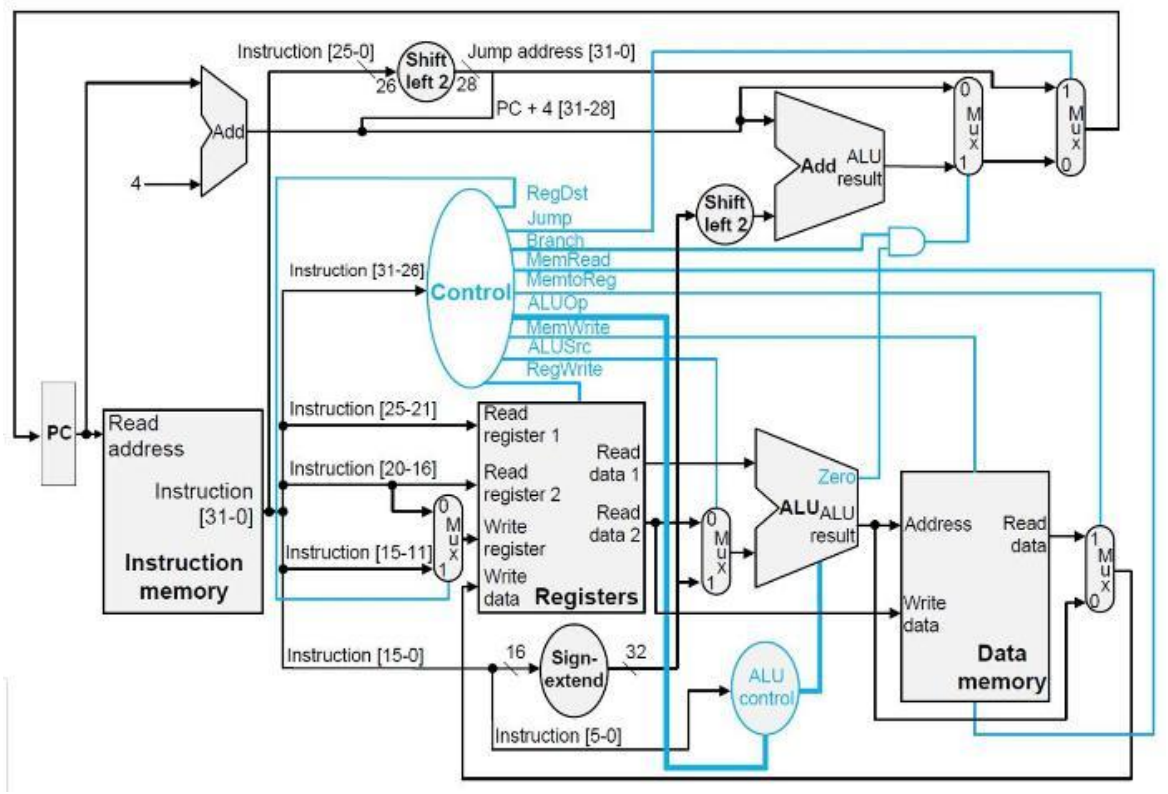 Instruction [25-0]
Shift
left 2
Jump address [31-0]
26
28
PC + 4 [31-28]
Add
4
0
M
u
x
1
1
M
u
x
0
Add
ALU
result
Shift
left 2
RegDst
Jump
Branch
MemRead
MemtoReg
ALUOp
MemWrite
ALUSrc
RegWrite
Control
Instruction [31-26]
PC
Read
address
Instruction
[31-0]
Instruction
memory
Instruction [25-21]
Instruction [20-16]
Instruction [15-11]
0
M
u
x
1
Read
register 1
Read
register 2
Write
register
Write
data
Read
data 1
Read
data 2
Registers
0
M
u
x
1
Zero
ALU
ALU
result
Address
Read
data
Write
data
Data
memory
1
M
u
x
0
Instruction [15-0]
16
Sign-
extend
32
ALU
control
Instruction [5-0]